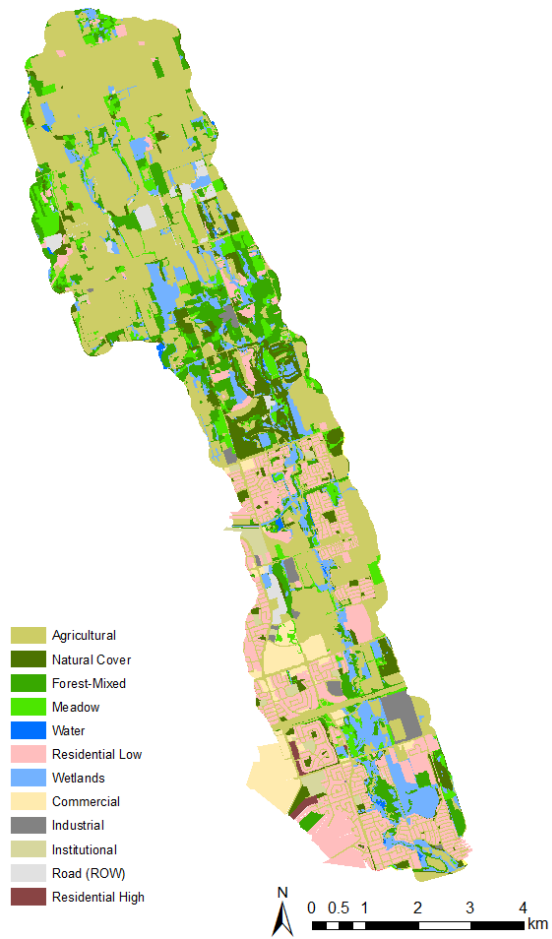 Agricultural
Natural Cover
Forest-Mixed
Meadow
Water
Residential Low
Wetlands
Commercial
Industrial
Institutional
Road (ROW)
Residential High
N
0 0.5 1 2 3 4
km